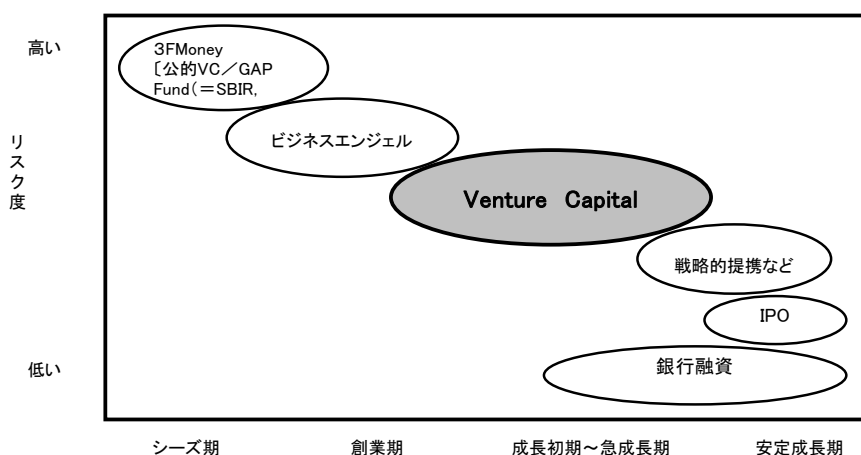 高い
3FMoney
〔公的VC／GAP
Fund（＝SBIR,
ビジネスエンジェル
リスク度
Venture Capital
戦略的提携など
IPO
低い
銀行融資
シーズ期
創業期
成長初期～急成長期
安定成長期